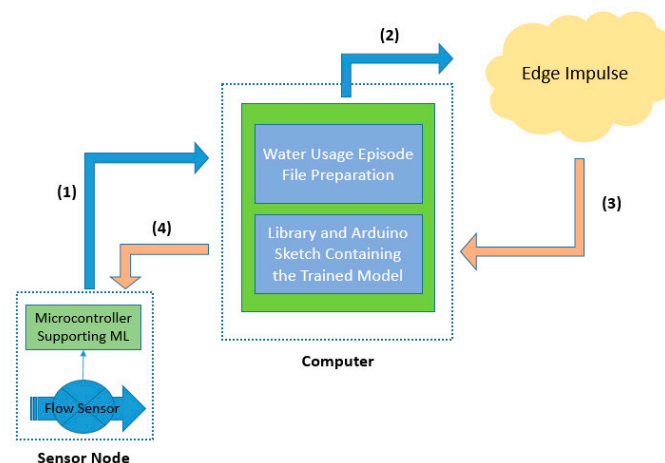 (2)
Edge Impulse
Water Usage Episode
File Preparation
(1)
(3)
(4)
Library and Arduino
Sketch Containing
the Trained Model
Microcontroller
Supporting ML
Computer
Flow Sensor
Sensor Node